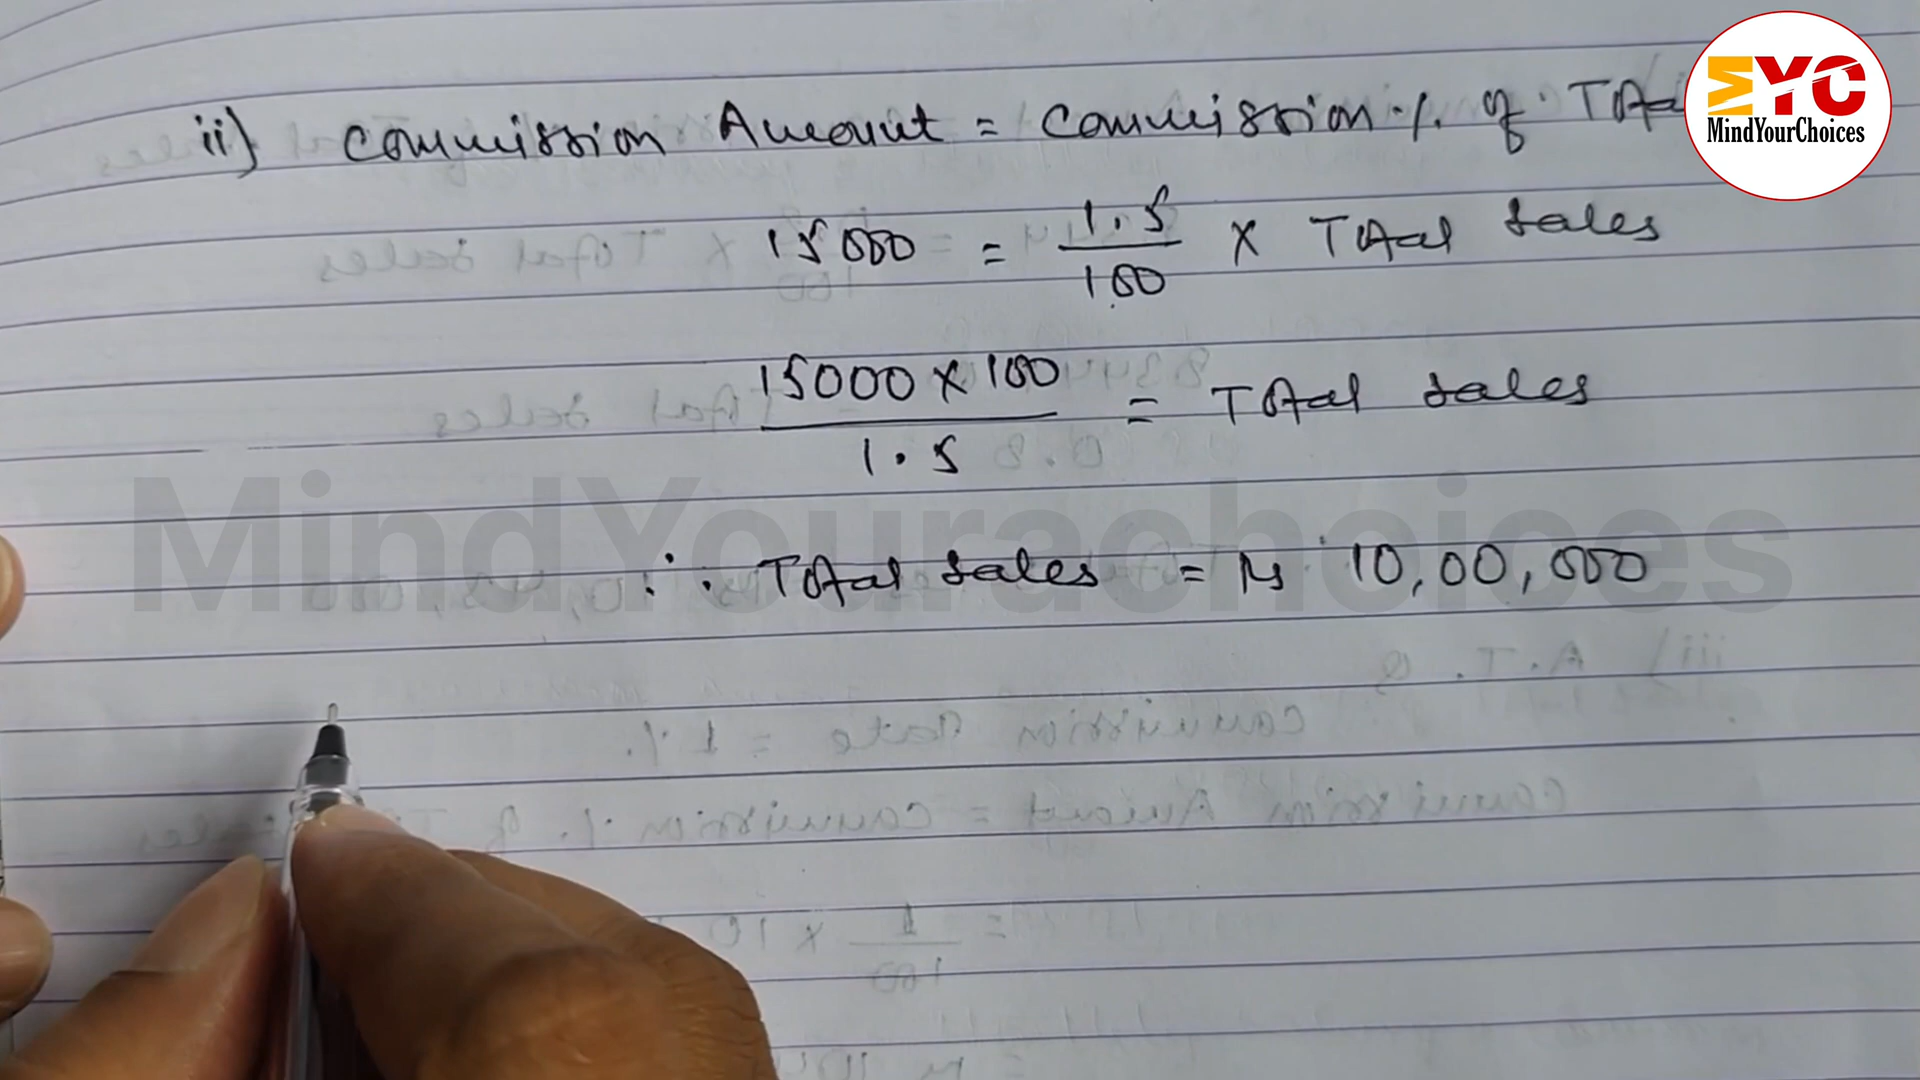 MYC
MindYourChoices
ii) Commission Amount = Commission % of Total
15000 = 1.5/100 × Total Sales
15000 × 100 / 1.5 = Total Sales
∴ Total Sales = Rs 10,00,000
MindYourachoices